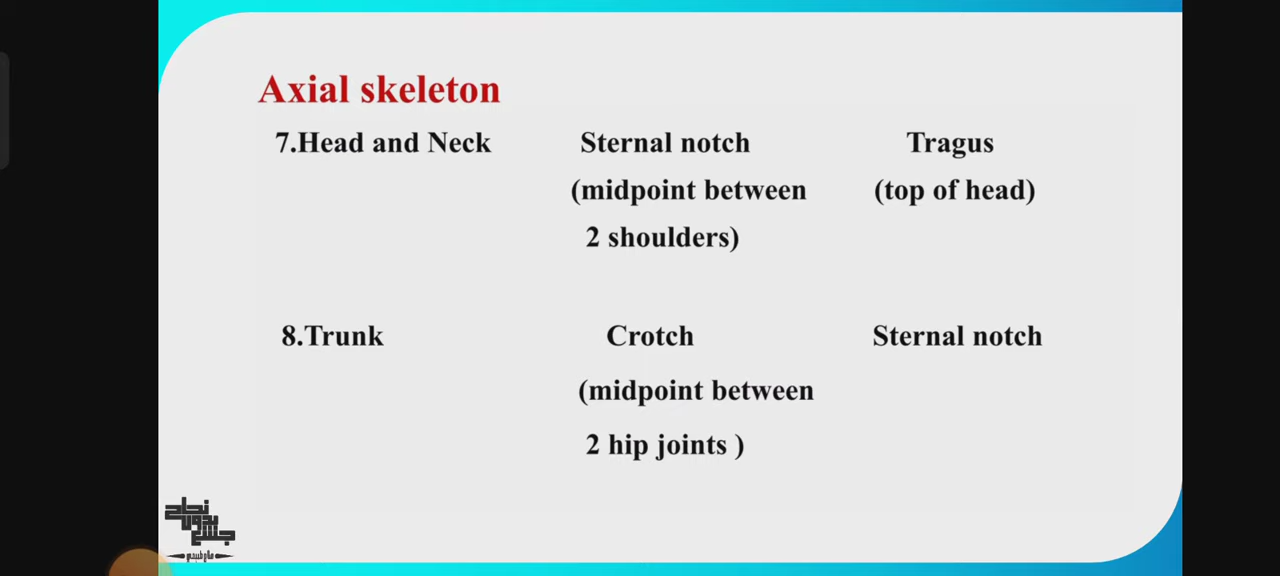 Axial skeleton
7.Head and Neck Sternal notch Tragus
(midpoint between (top of head)
2 shoulders)
8.Trunk Crotch Sternal notch
(midpoint between
2 hip joints )